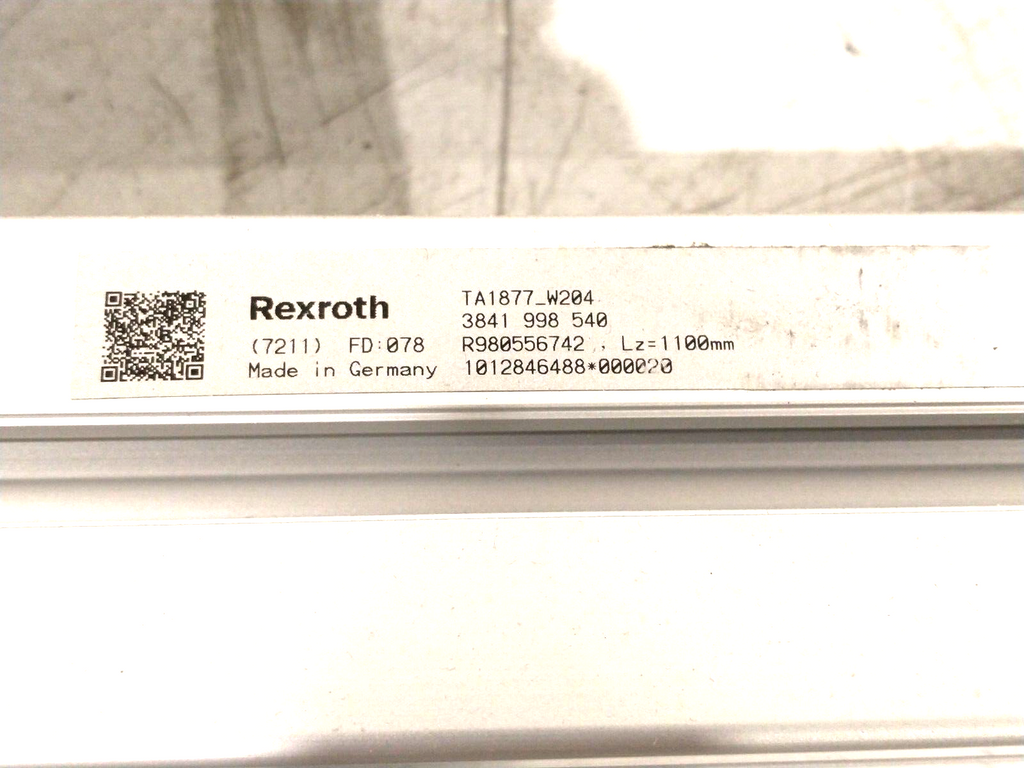 Rexroth
(7211) FD:078
Made in Germany
TA1877_W204
3841 998 540
R980556742 , Lz=1100mm
1012846488*000020